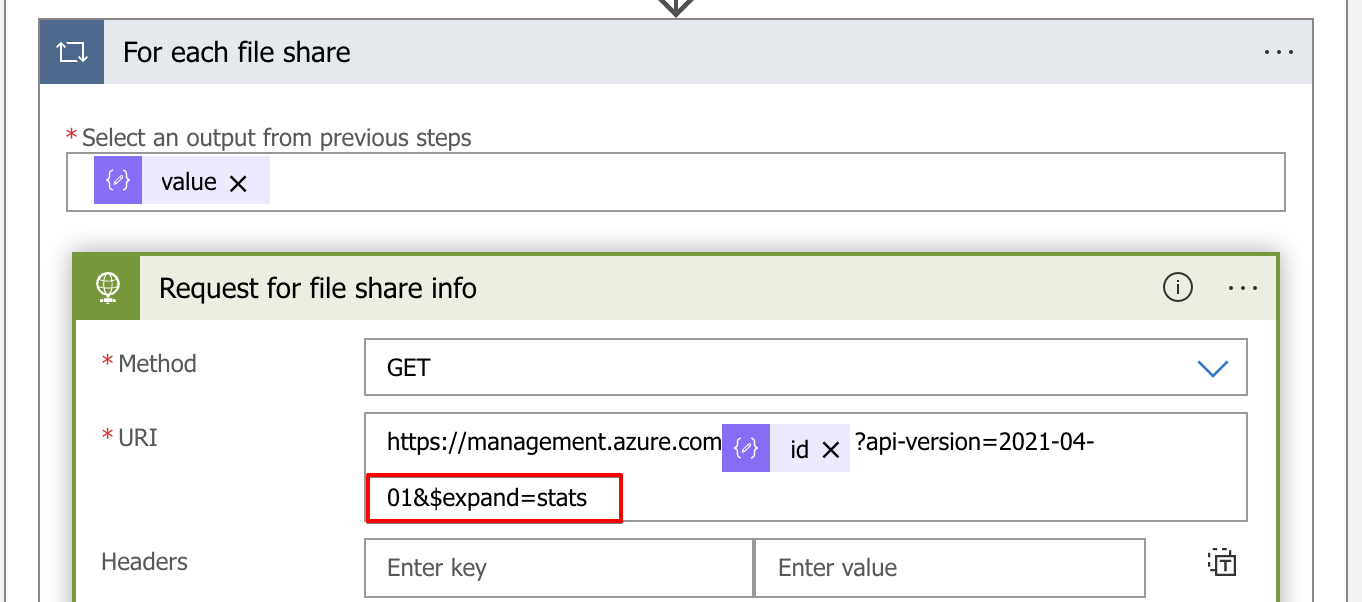 For each file share
* Select an output from previous steps
value
Request for file share info
* Method
GET
* URI
https://management.azure.com id ?api-version=2021-04-
01&$expand=stats
Headers
Enter key
Enter value